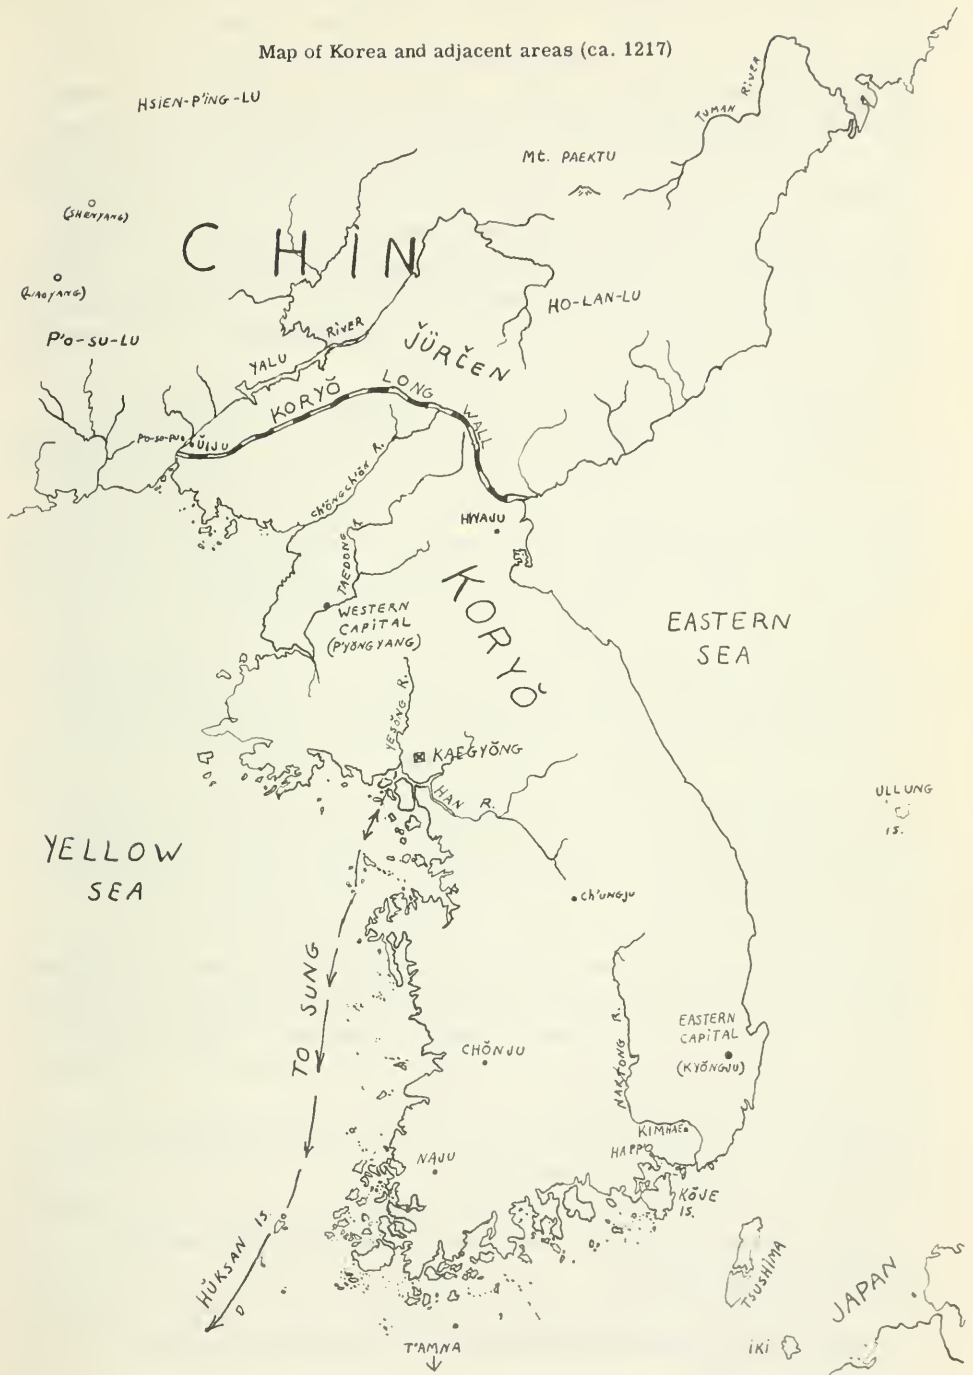 Map of Korea and adjacent areas (ca. 1217)
HSIEN-P'ING-LU
TUMAN RIVER
Mt. PAEKTU
(SHENYANG)
CHIN
(LIAOYANG)
HO-LAN-LU
P'O-SU-LU
YALU RIVER
JÜRČEN
KORYŎ LONG WALL
PO-SO-PU
ŬIJU
Ch'ŎNGCh'ŎN R.
HWAJU
TAEDONG
KORYŎ
WESTERN
CAPITAL
(P'YŎNGYANG)
EASTERN
SEA
YESŎNG R.
KAEGYŎNG
HAN R.
ULLUNG
IS.
YELLOW
SEA
Ch'UNGJU
TO SUNG
NAKTONG R.
EASTERN
CAPITAL
(KYŎNGJU)
CHŎNJU
KIMHAE
HAPP'O
NAJU
KŎJE
IS.
HŬKSAN IS.
TSUSHIMA
JAPAN
T'AMNA
IKI